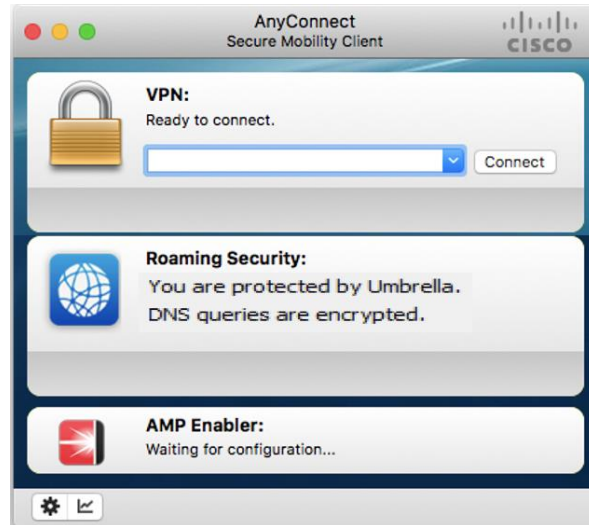 AnyConnect
Secure Mobility Client
CISCO
VPN:
Ready to connect.
Connect
Roaming Security:
You are protected by Umbrella.
DNS queries are encrypted.
AMP Enabler:
Waiting for configuration...